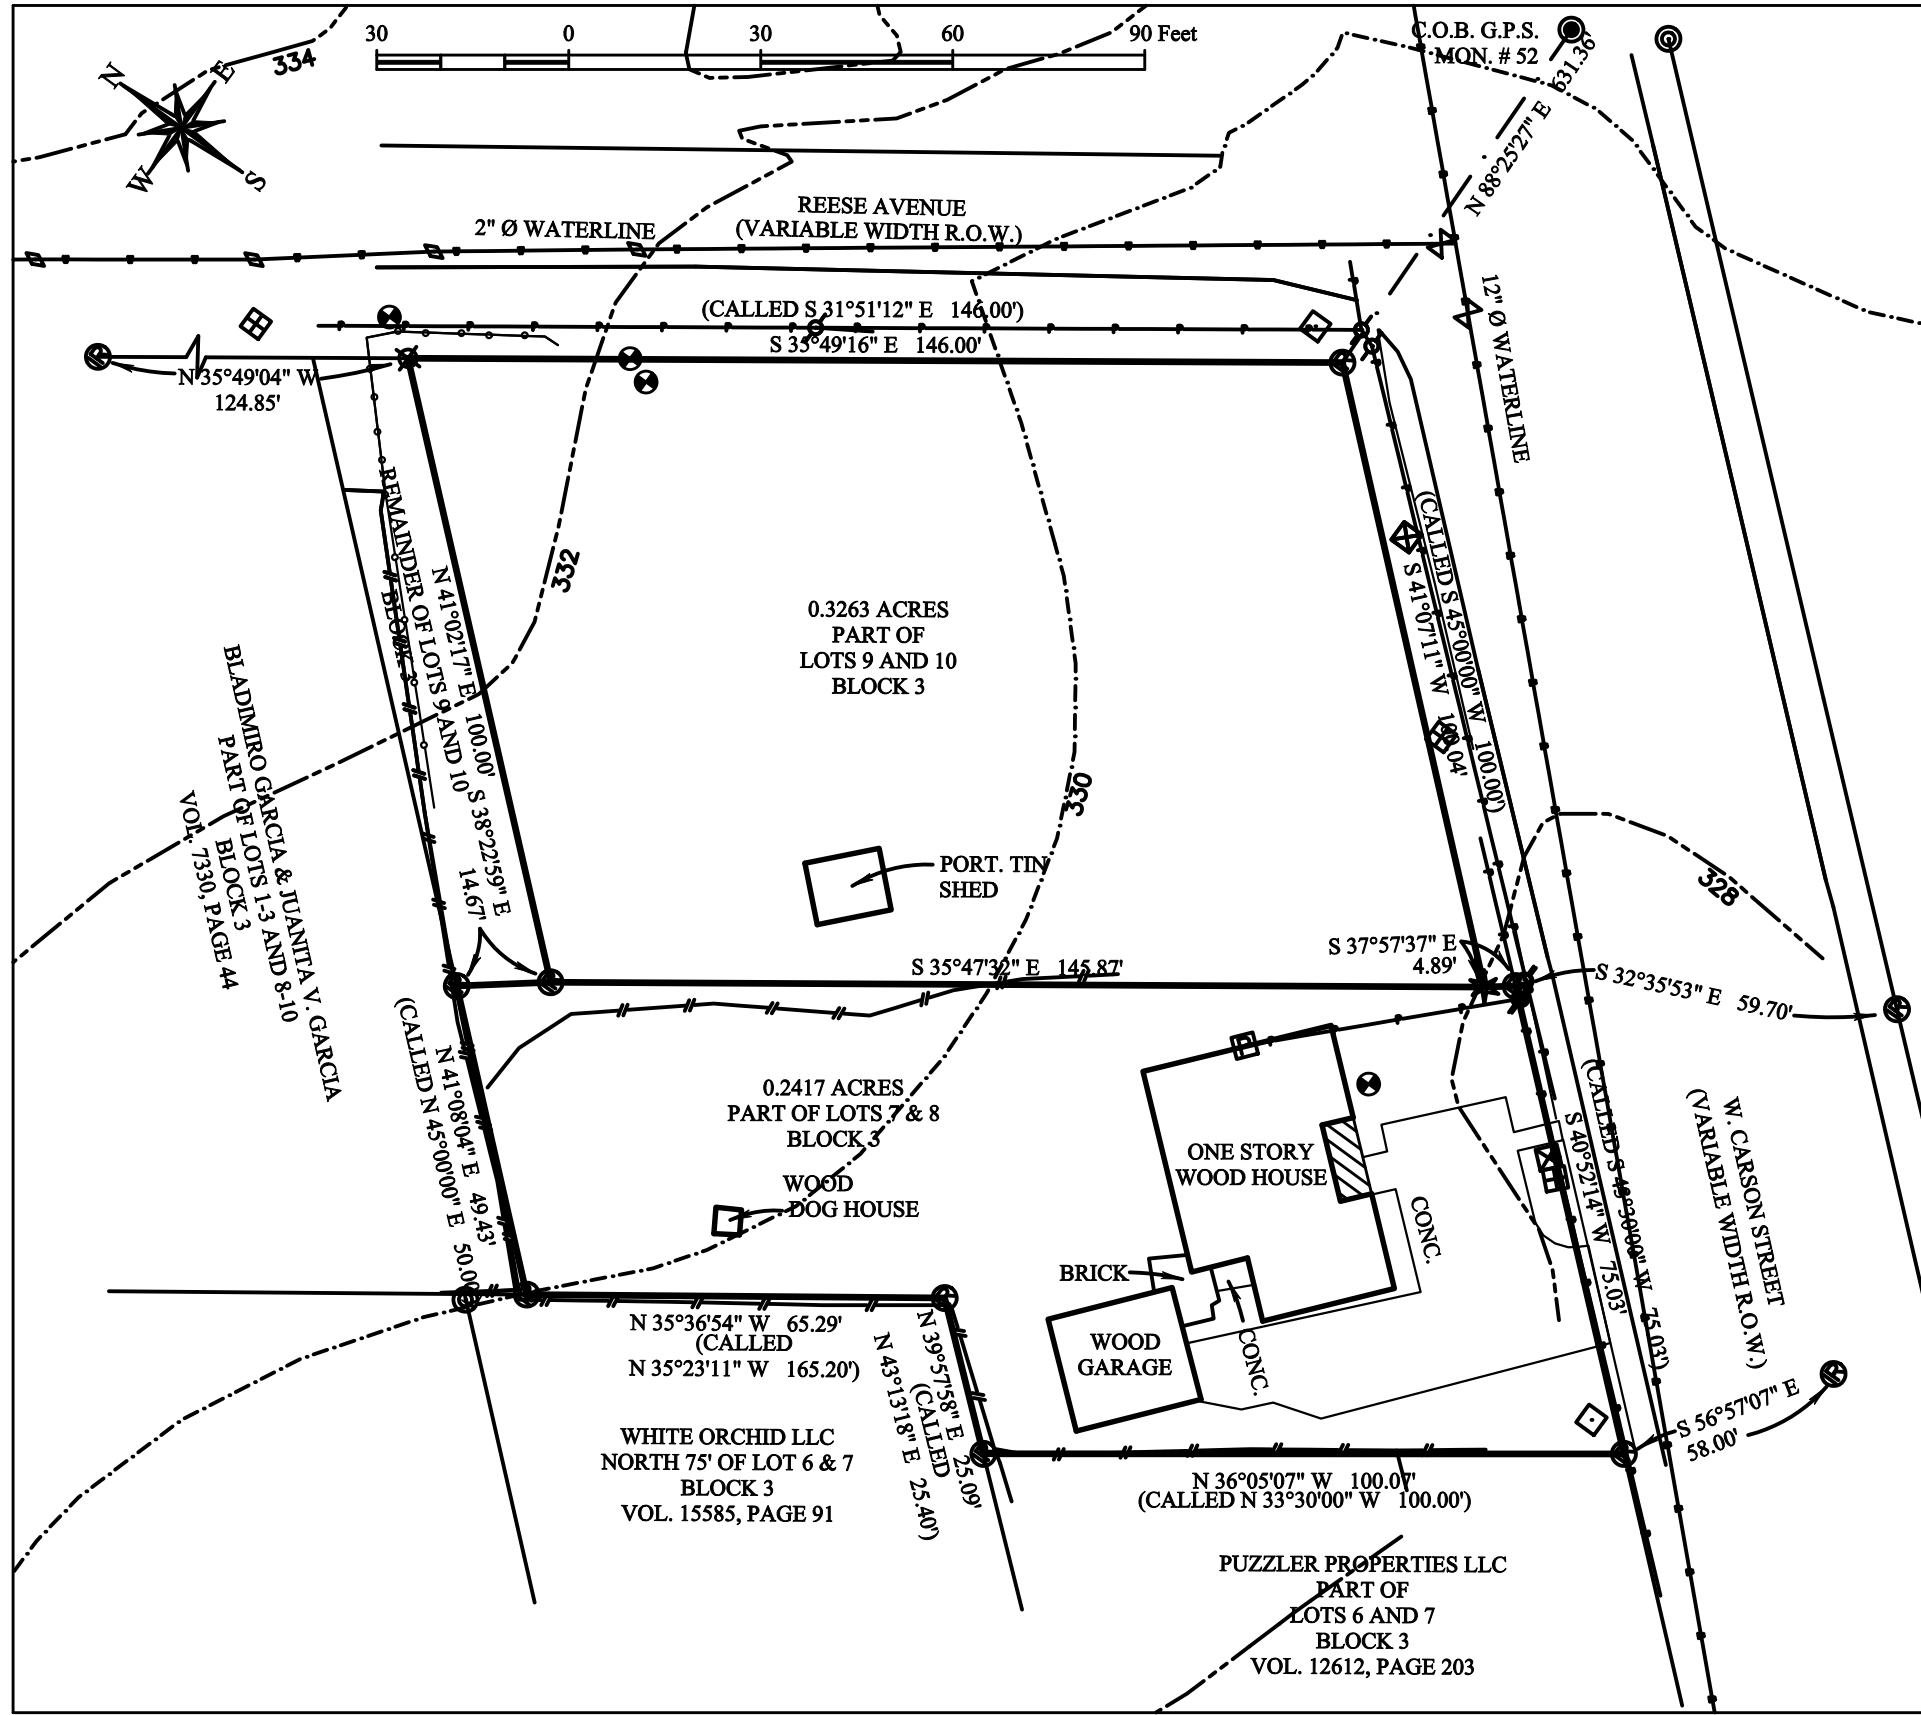 30 0 30 60 90 Feet
334
N
E
W
S
C.O.B. G.P.S.
MON. # 52
N 88°25'27" E 631.36'
REESE AVENUE
(VARIABLE WIDTH R.O.W.)
2" Ø WATERLINE
12" Ø WATERLINE
(CALLED S 31°51'12" E 146.00')
S 35°49'16" E 146.00'
N 35°49'04" W
124.85'
332
REMAINDER OF LOTS 9 AND 10
BLOCK 3
N 41°02'17" E 100.00'
0.3263 ACRES
PART OF
LOTS 9 AND 10
BLOCK 3
(CALLED S 45°00'00" W 100.00')
S 41°07'11" W 100.04'
330
328
BLADIMIRO GARCIA & JUANITA V. GARCIA
PART OF LOTS 1-3 AND 8-10
BLOCK 3
VOL. 7330, PAGE 44
S 38°22'59" E
14.67'
PORT. TIN
SHED
S 37°57'37" E
4.89'
S 35°47'32" E 145.87'
S 32°35'53" E 59.70'
N 41°08'04" E 49.43'
(CALLED N 45°00'00" E 50.00')
0.2417 ACRES
PART OF LOTS 7 & 8
BLOCK 3
WOOD
DOG HOUSE
ONE STORY
WOOD HOUSE
CONC.
BRICK
CONC.
WOOD
GARAGE
(CALLED S 43°30'00" W 75.03')
S 40°52'14" W 75.03'
W. CARSON STREET
(VARIABLE WIDTH R.O.W.)
N 35°36'54" W 65.29'
(CALLED
N 35°23'11" W 165.20')
N 39°57'58" E 25.09'
(CALLED
N 43°13'18" E 25.40')
S 56°57'07" E
58.00'
WHITE ORCHID LLC
NORTH 75' OF LOT 6 & 7
BLOCK 3
VOL. 15585, PAGE 91
N 36°05'07" W 100.07'
(CALLED N 33°30'00" W 100.00')
PUZZLER PROPERTIES LLC
PART OF
LOTS 6 AND 7
BLOCK 3
VOL. 12612, PAGE 203